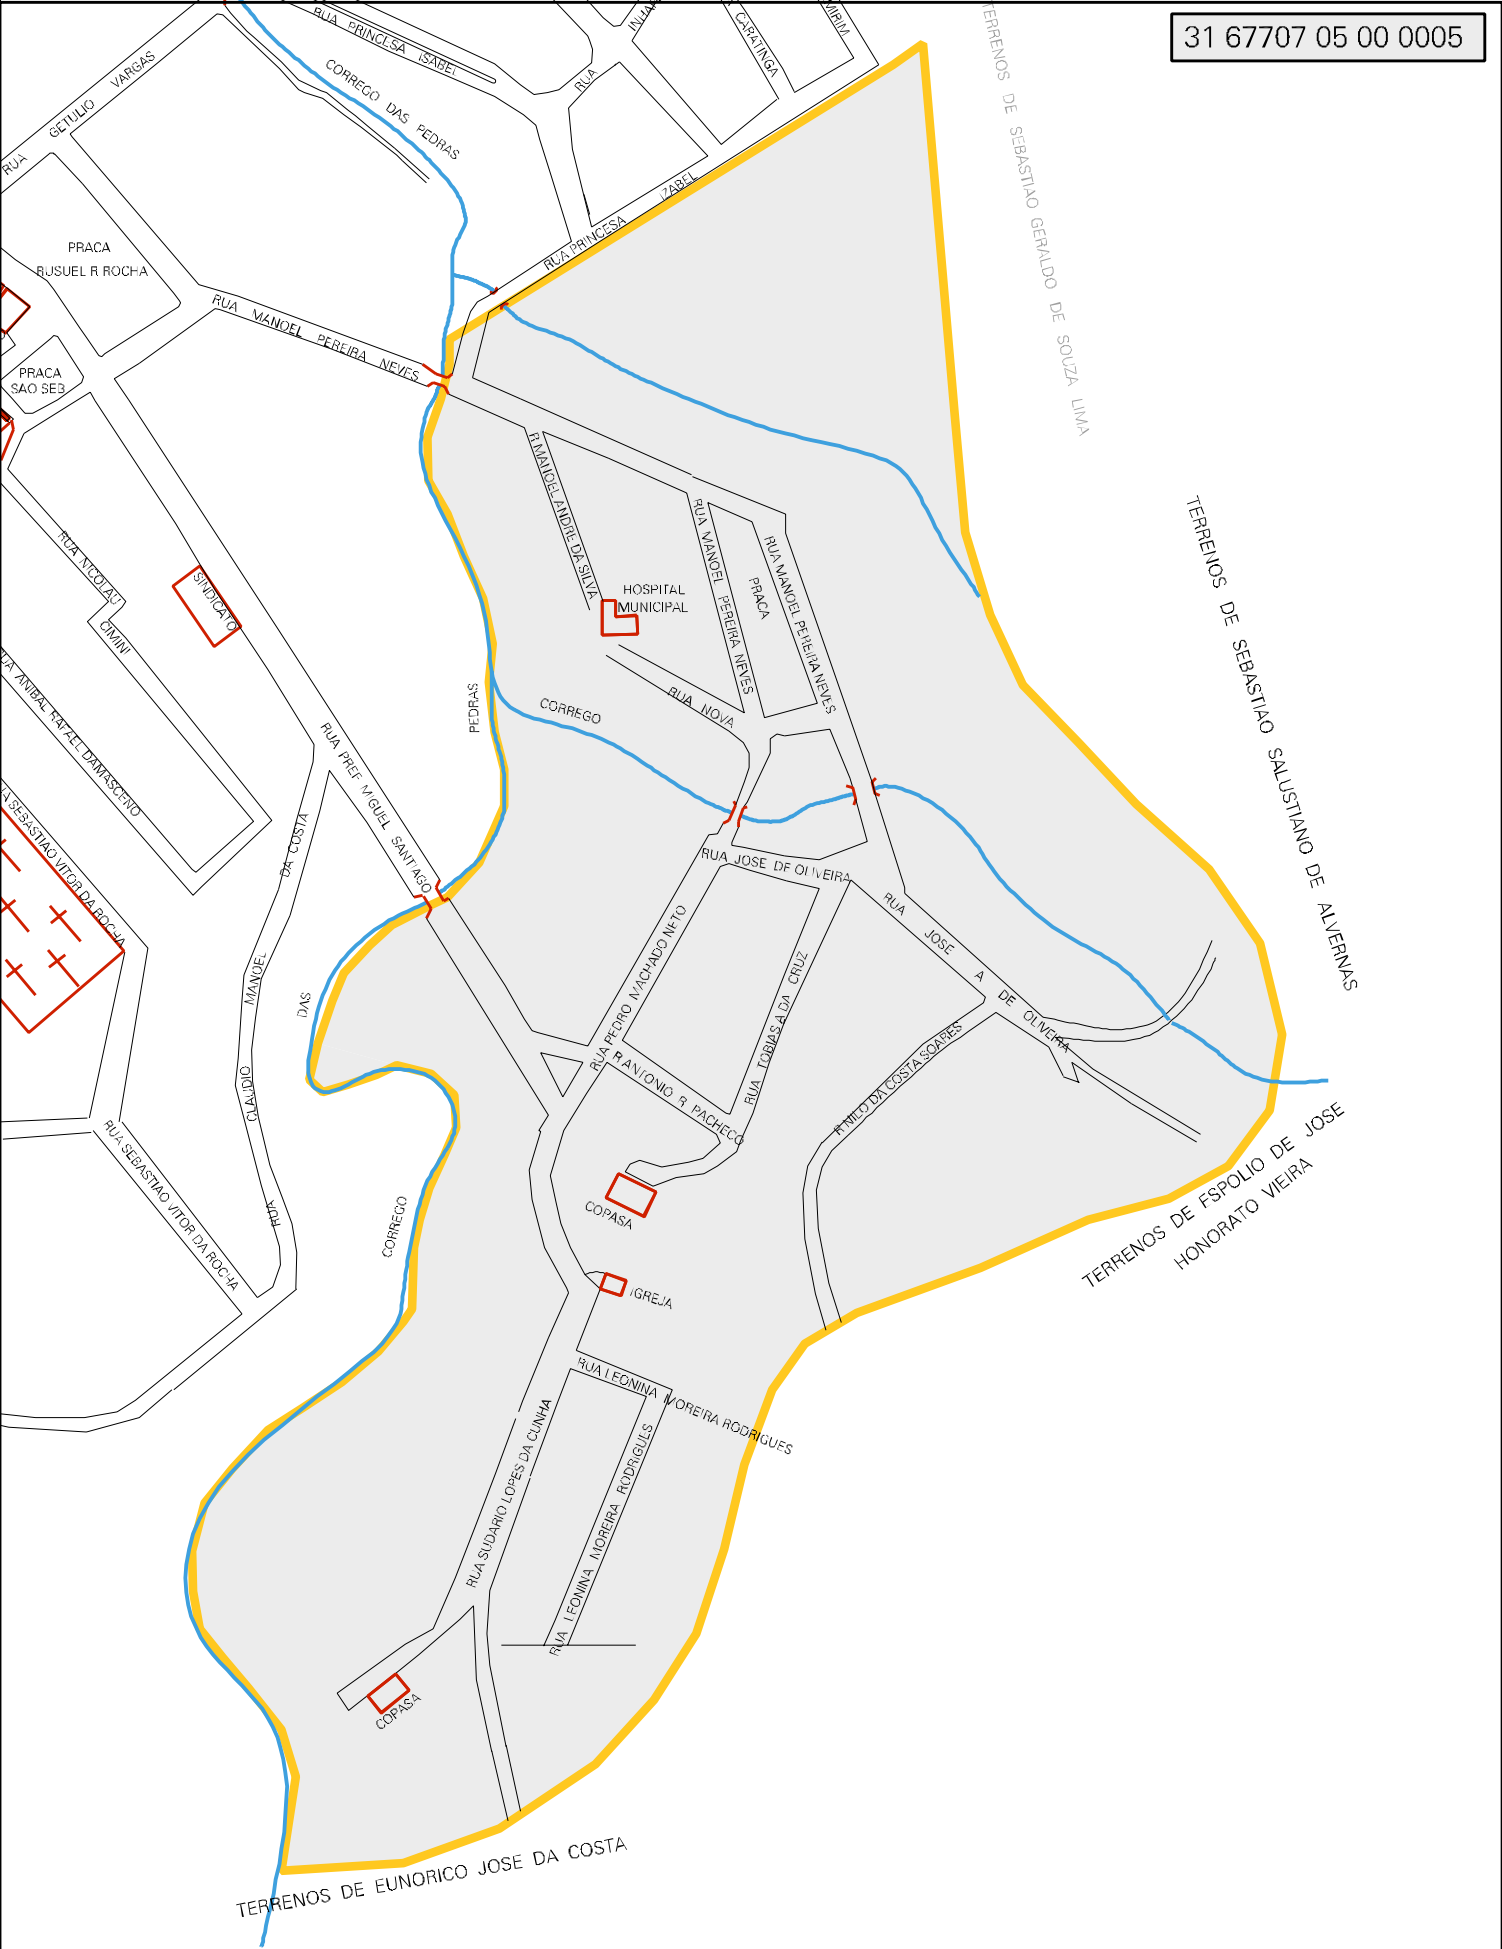 31 67707 05 00 0005
RUA PRINCESA ISABEL
CARATINGA
MIRIM
RUA
RUA GETULIO VARGAS
CORREGO DAS PEDRAS
TERRENOS DE SEBASTIAO GERALDO DE SOUZA LIMA
RUA PRINCESA IZABEL
PRACA
RUSUEL R ROCHA
RUA MANOEL PEREIRA NEVES
PRACA
SAO SEB
R MANOEL ANDRE DA SILVA
RUA MANOEL PEREIRA NEVES
PRACA
RUA MANOEL PEREIRA NEVES
HOSPITAL
MUNICIPAL
TERRENOS DE SEBASTIAO SALUSTIANO DE ALVERNAS
RUA NICOLAU
CIMINI
SINDICATO
RUA ANIBAL RAFAEL DAMASCENO
RUA NOVA
CORREGO
RUA PREF MIGUEL SANTIAGO
RUA JOSE DE OLIVEIRA
RUA SEBASTIAO VITOR DA ROCHA
RUA CLAUDIO MANOEL DA COSTA
CORREGO DAS PEDRAS
RUA PEDRO MACHADO NETO
RUA TOBIAS A DA CRUZ
RUA JOSE A DE OLIVEIRA
R NILO DA COSTA SOARES
R ANTONIO R PACHECO
RUA SEBASTIAO VITOR DA ROCHA
TERRENOS DE ESPOLIO DE JOSE
HONORATO VIEIRA
COPASA
IGREJA
RUA LEONINA MOREIRA RODRIGUES
RUA SUDARIO LOPES DA CUNHA
RUA LEONINA MOREIRA RODRIGUES
COPASA
TERRENOS DE EUNORICO JOSE DA COSTA